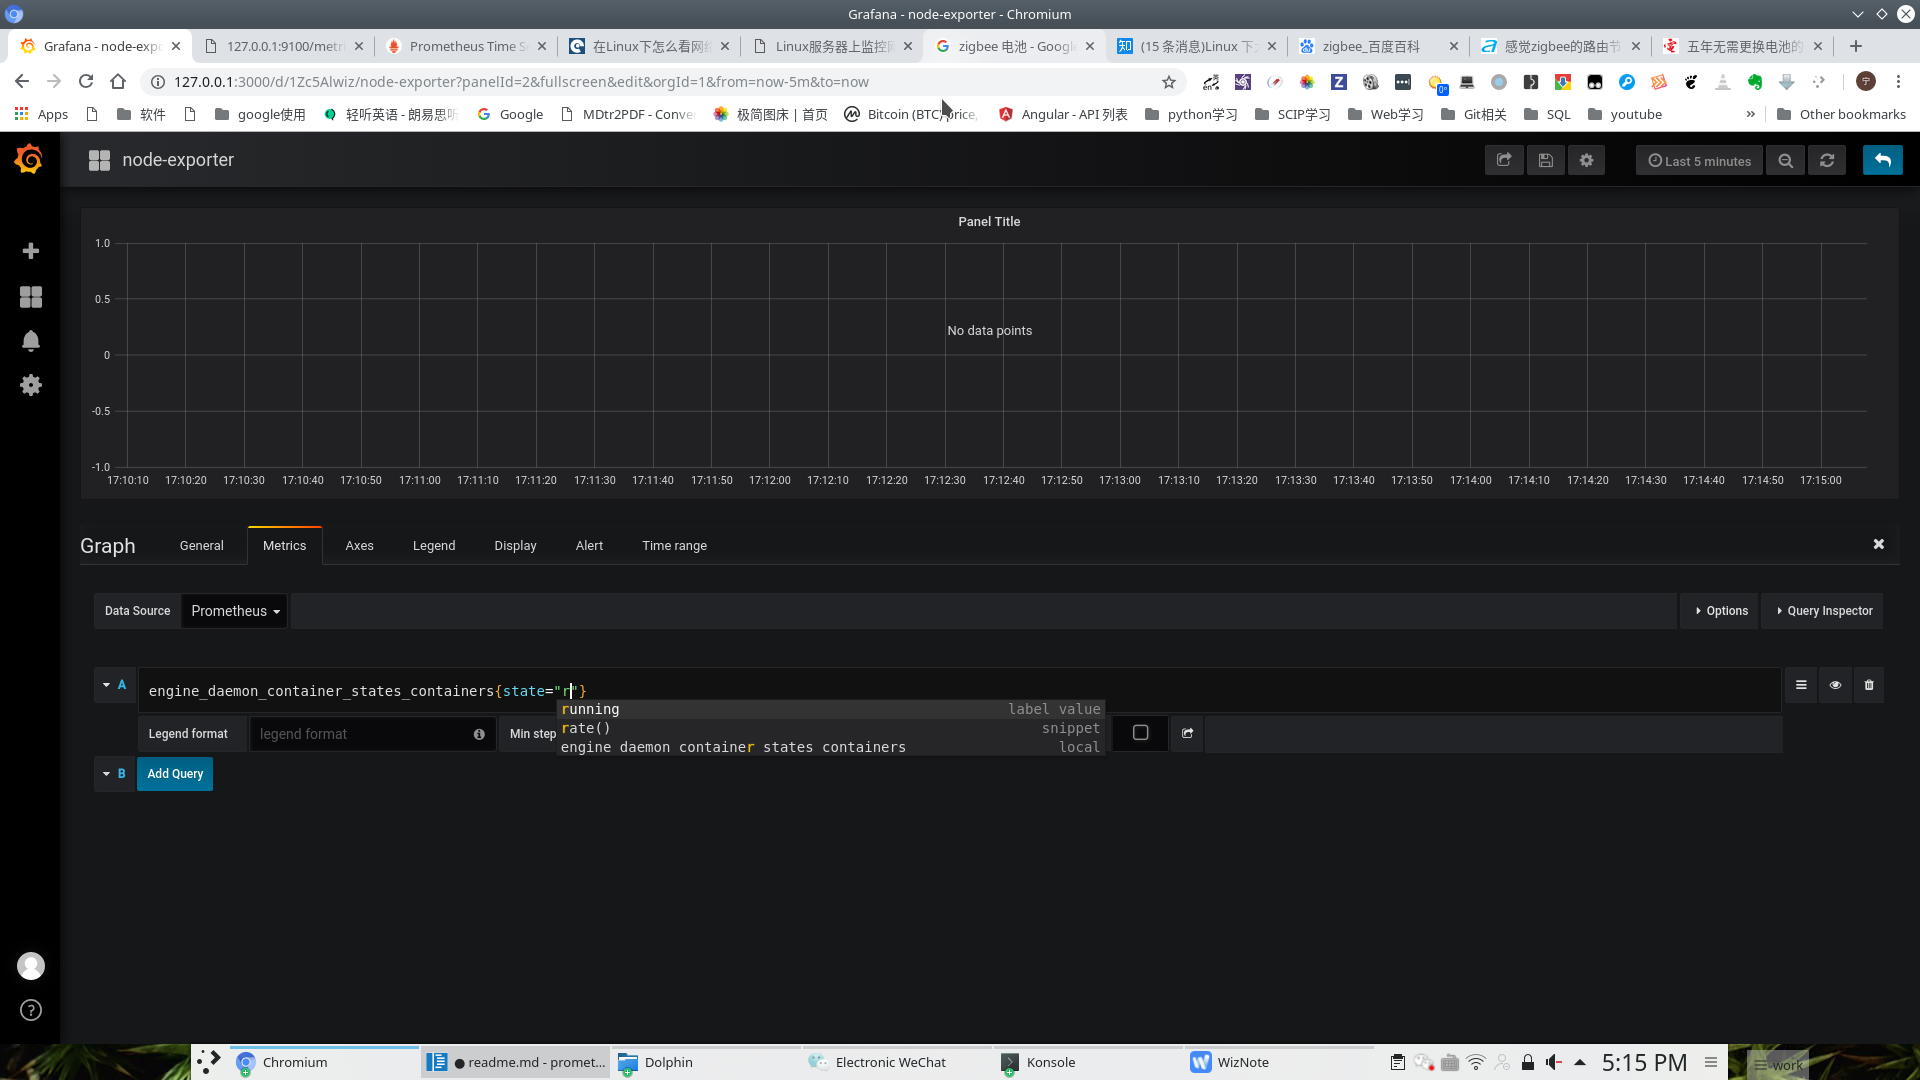 Grafana - node-exporter - Chromium
Grafana - node-exp
127.0.0.1:9100/metri
Prometheus Time S
在Linux下怎么看网络
Linux服务器上监控网
zigbee 电池 - Googl
(15 条消息)Linux 下
zigbee_百度百科
感觉zigbee的路由节
五年无需更换电池的
127.0.0.1:3000/d/1Zc5Alwiz/node-exporter?panelId=2&fullscreen&edit&orgId=1&from=now-5m&to=now
Apps
软件
google使用
轻听英语 - 朗易思听
Google
MDtr2PDF - Conve
极简图床 | 首页
Bitcoin (BTC) price,
Angular - API 列表
python学习
SCIP学习
Web学习
Git相关
SQL
youtube
»
Other bookmarks
node-exporter
Last 5 minutes
Panel Title
1.0
0.5
0
-0.5
-1.0
No data points
17:10:10 17:10:20 17:10:30 17:10:40 17:10:50 17:11:00 17:11:10 17:11:20 17:11:30 17:11:40 17:11:50 17:12:00 17:12:10 17:12:20 17:12:30 17:12:40 17:12:50 17:13:00 17:13:10 17:13:20 17:13:30 17:13:40 17:13:50 17:14:00 17:14:10 17:14:20 17:14:30 17:14:40 17:14:50 17:15:00
Graph
General
Metrics
Axes
Legend
Display
Alert
Time range
Data Source
Prometheus
Options
Query Inspector
A
engine_daemon_container_states_containers{state="r"}
running label value
rate() snippet
engine daemon container states containers local
Legend format
legend format
Min step
B
Add Query
Chromium
● readme.md - promet...
Dolphin
Electronic WeChat
Konsole
WizNote
5:15 PM
work